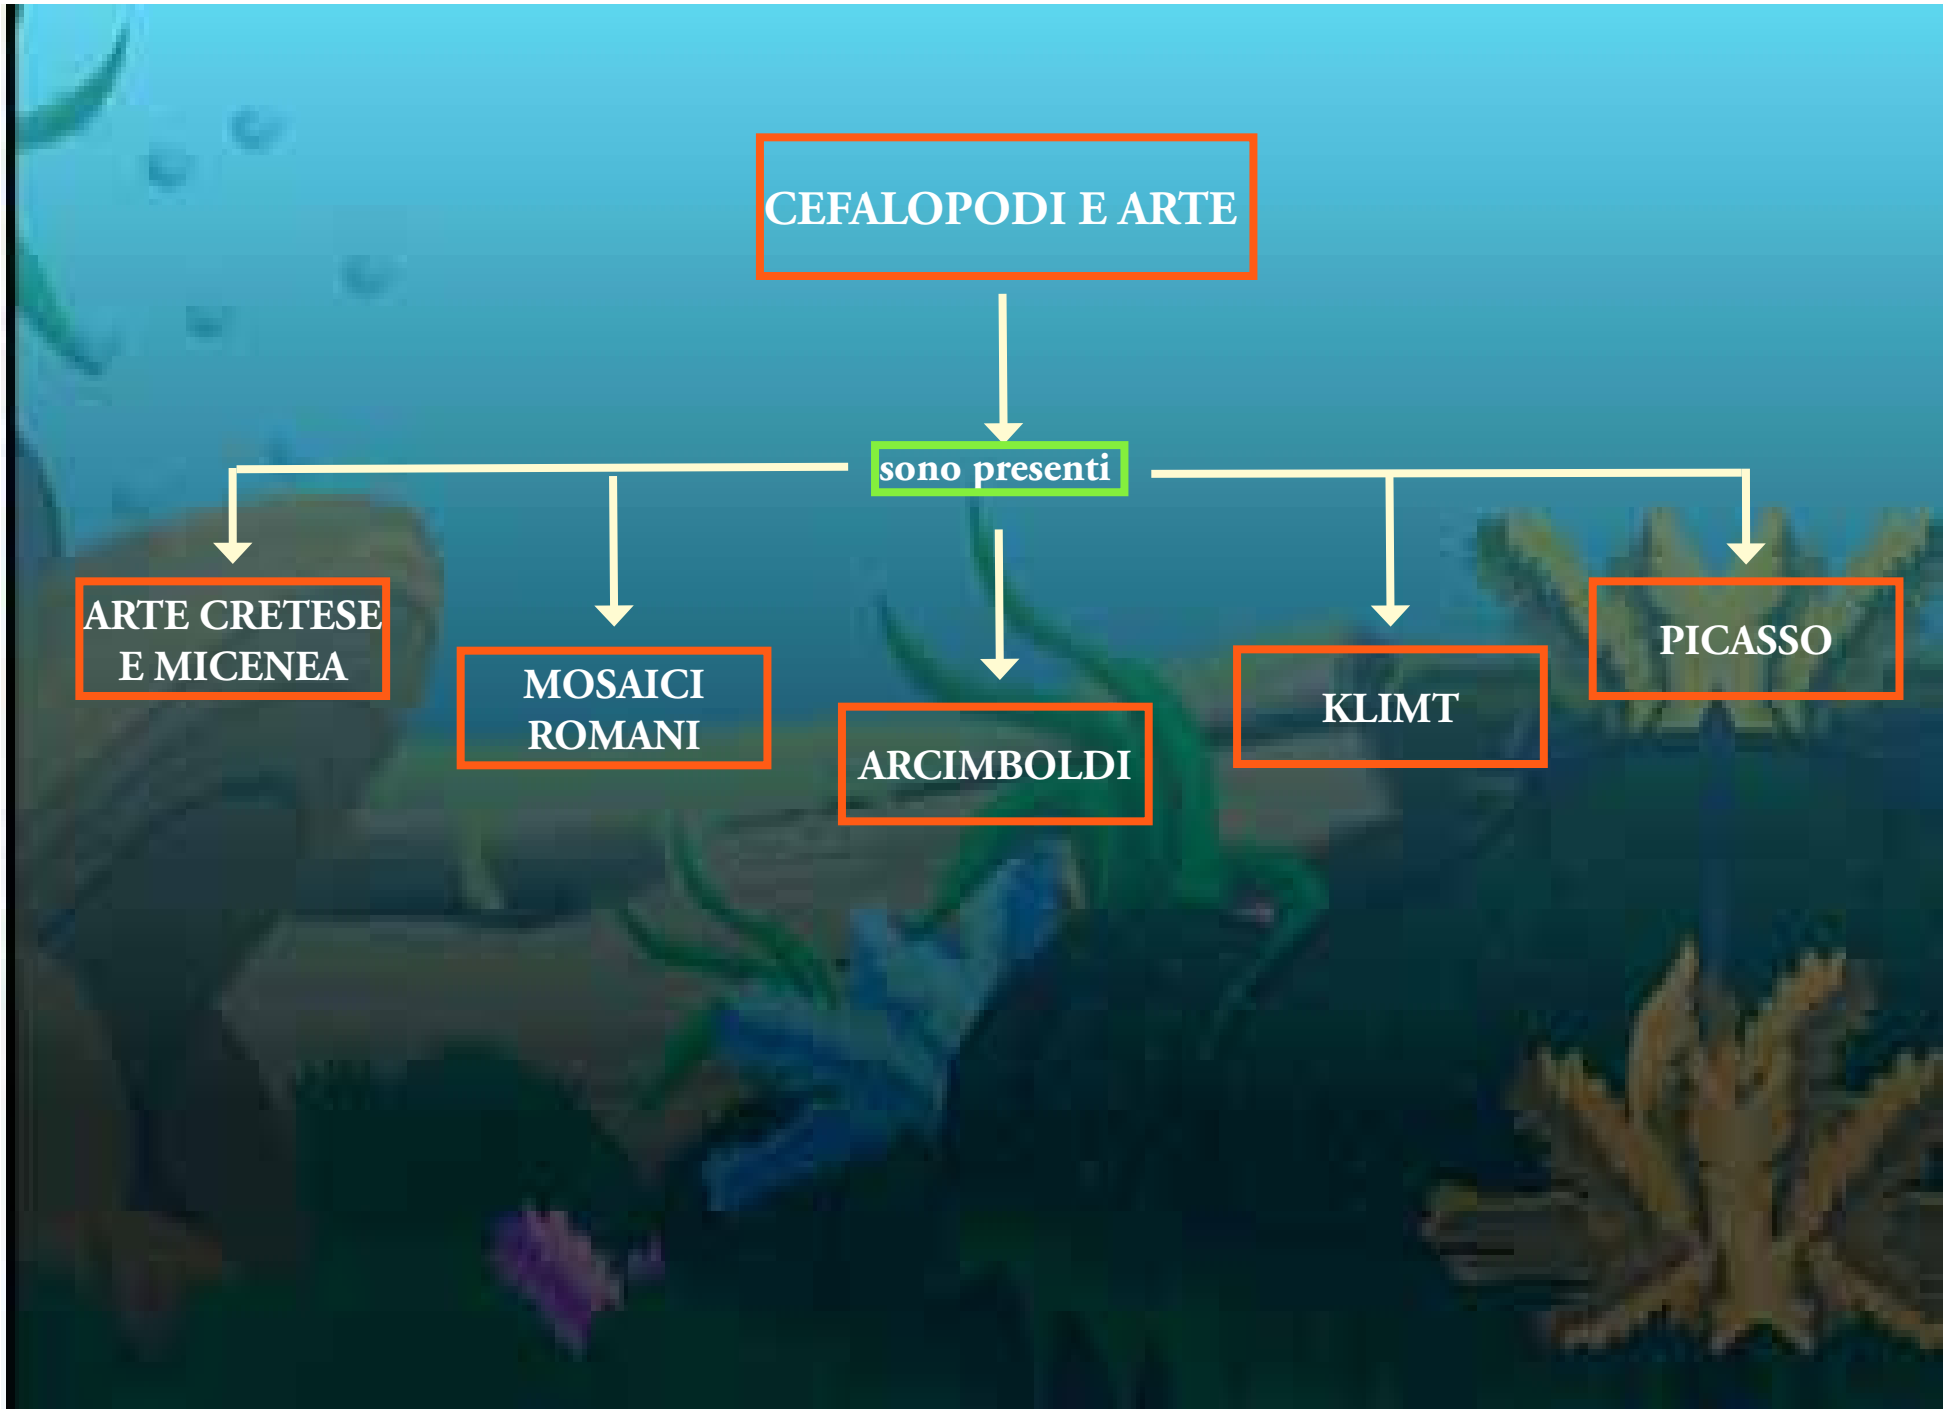 CEFALOPODI E ARTE
sono presenti
ARTE CRETESE
E MICENEA
MOSAICI
ROMANI
ARCIMBOLDI
KLIMT
PICASSO